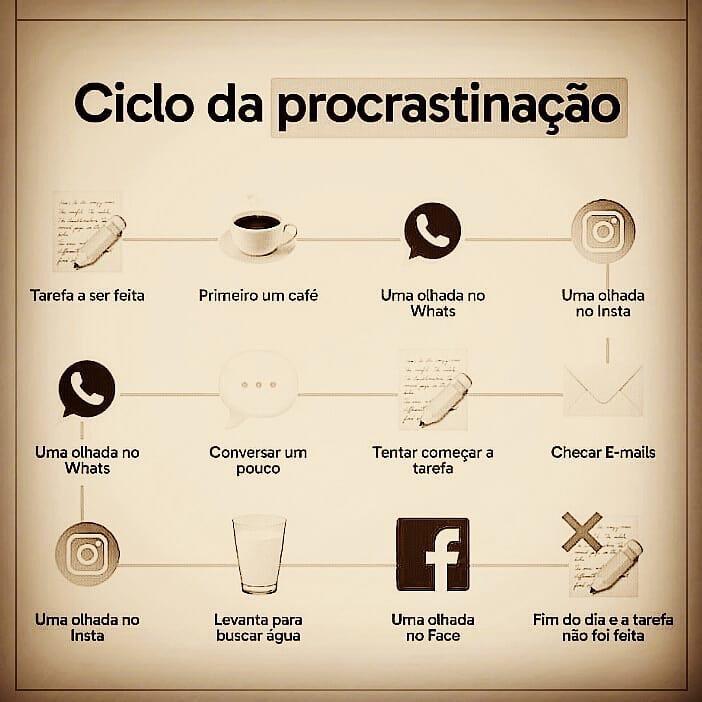 Ciclo da procrastinação
Tarefa a ser feita
Primeiro um café
Uma olhada no
Whats
Uma olhada
no Insta
Checar E-mails
Tentar começar a
tarefa
Conversar um
pouco
Uma olhada no
Whats
Uma olhada no
Insta
Levanta para
buscar água
Uma olhada
no Face
Fim do dia e a tarefa
não foi feita